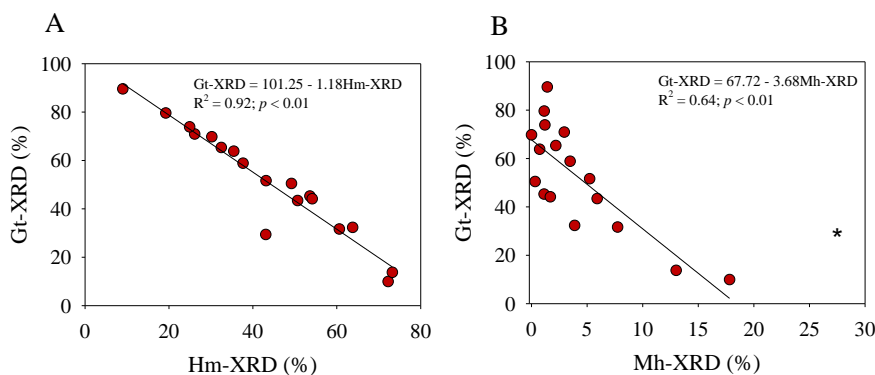 A
Gt-XRD = 101.25 - 1.18Hm-XRD
R² = 0.92; p < 0.01
Gt-XRD (%)
100
80
60
40
20
0
0 20 40 60 80
Hm-XRD (%)
B
Gt-XRD = 67.72 - 3.68Mh-XRD
R² = 0.64; p < 0.01
Gt-XRD (%)
100
80
60
40
20
0
*
0 5 10 15 20 25 30
Mh-XRD (%)